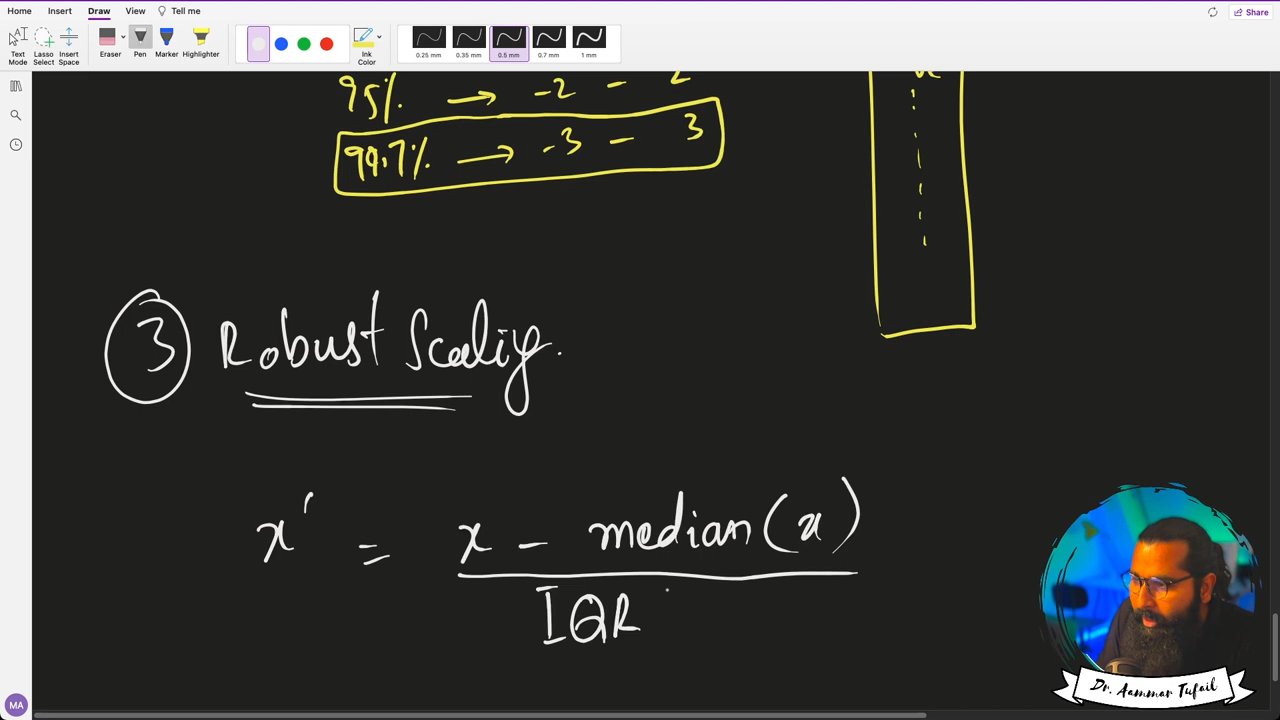 Home Insert Draw View Tell me
Share
Text Mode
Lasso Select
Insert Space
Eraser
Pen
Marker
Highlighter
Ink Color
0.25 mm
0.35 mm
0.5 mm
0.7 mm
1 mm
95% → -2 - 2
99.7% → -3 - 3
3 Robust Scaling.
x' = x - median(x)
IQR
MA
Dr. Aammar Tufail